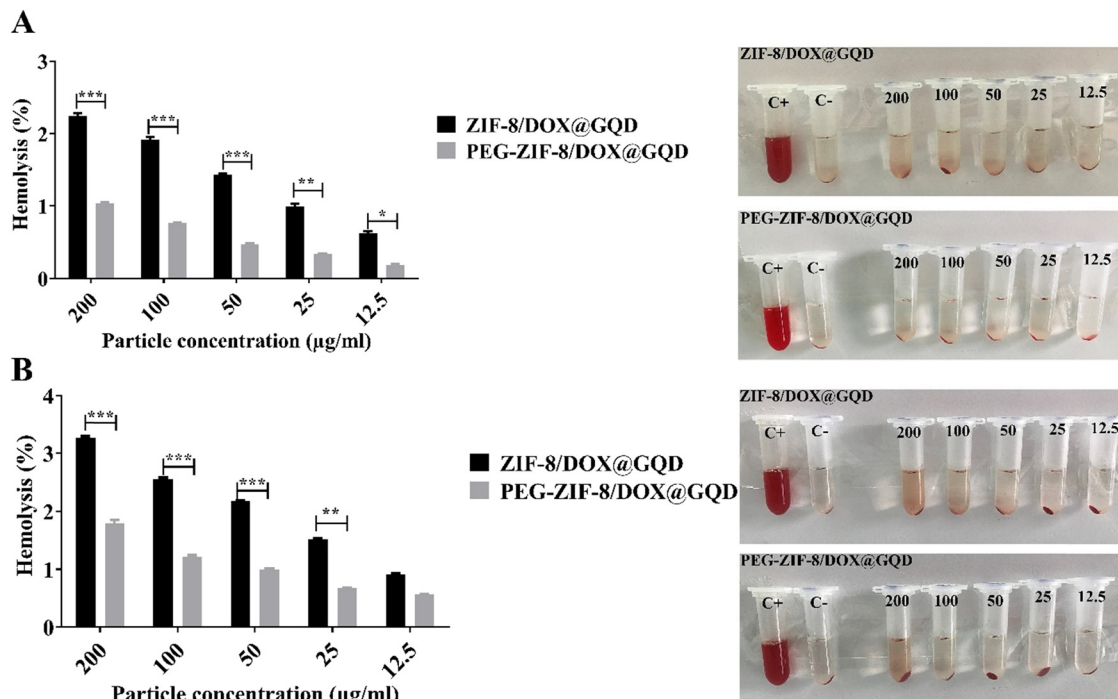 A
3
2
1
0
Hemolysis (%)
***
***
***
**
*
200
100
50
25
12.5
Particle concentration (µg/ml)
ZIF-8/DOX@GQD
PEG-ZIF-8/DOX@GQD
ZIF-8/DOX@GQD
C+ C- 200 100 50 25 12.5
PEG-ZIF-8/DOX@GQD
C+ C- 200 100 50 25 12.5
B
4
3
2
1
0
Hemolysis (%)
***
***
***
**
200
100
50
25
12.5
Particle concentration (µg/ml)
ZIF-8/DOX@GQD
PEG-ZIF-8/DOX@GQD
ZIF-8/DOX@GQD
C+ C- 200 100 50 25 12.5
PEG-ZIF-8/DOX@GQD
C+ C- 200 100 50 25 12.5